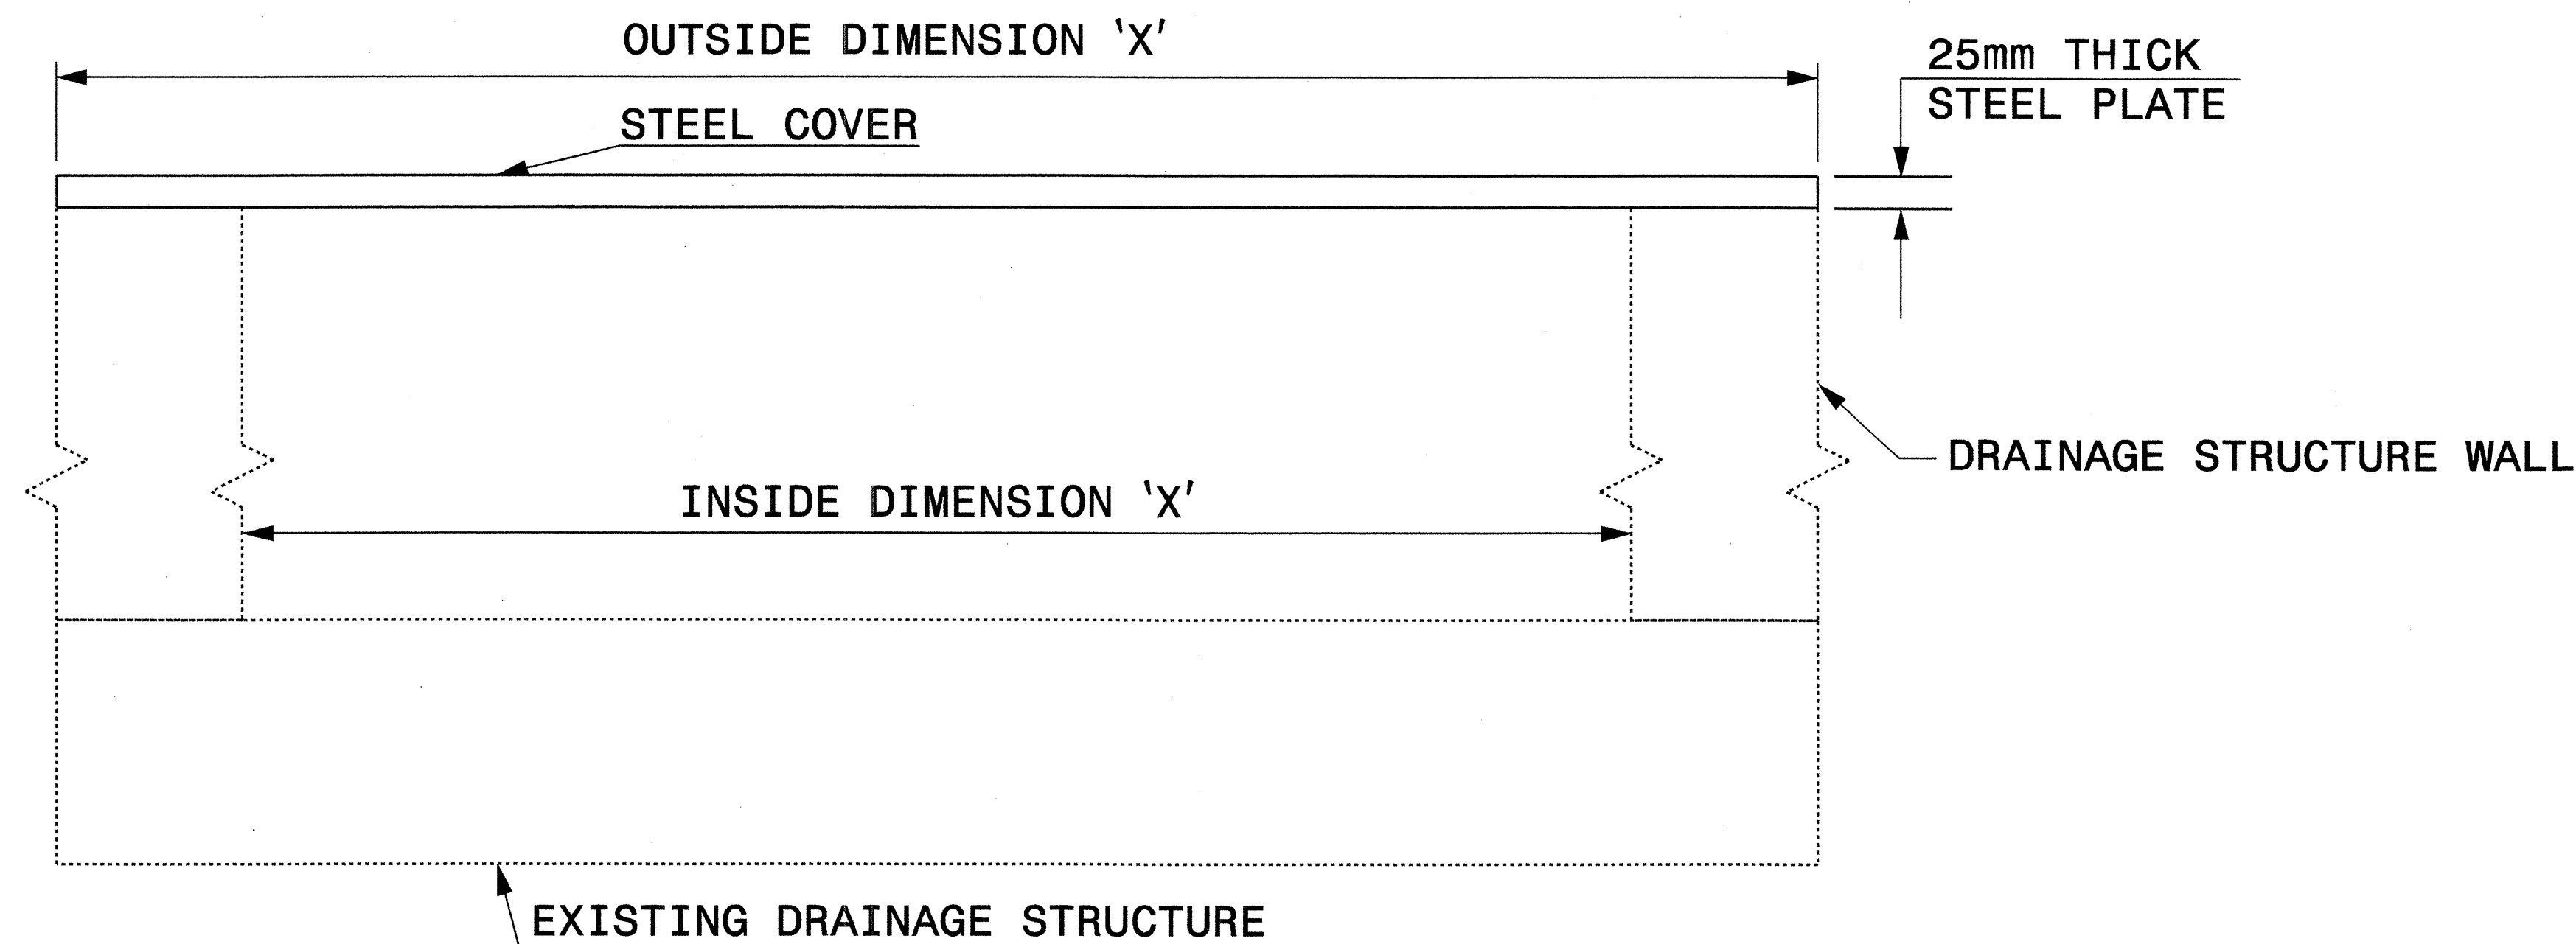 OUTSIDE DIMENSION 'X'
25mm THICK
STEEL PLATE
STEEL COVER
DRAINAGE STRUCTURE WALL
INSIDE DIMENSION 'X'
EXISTING DRAINAGE STRUCTURE